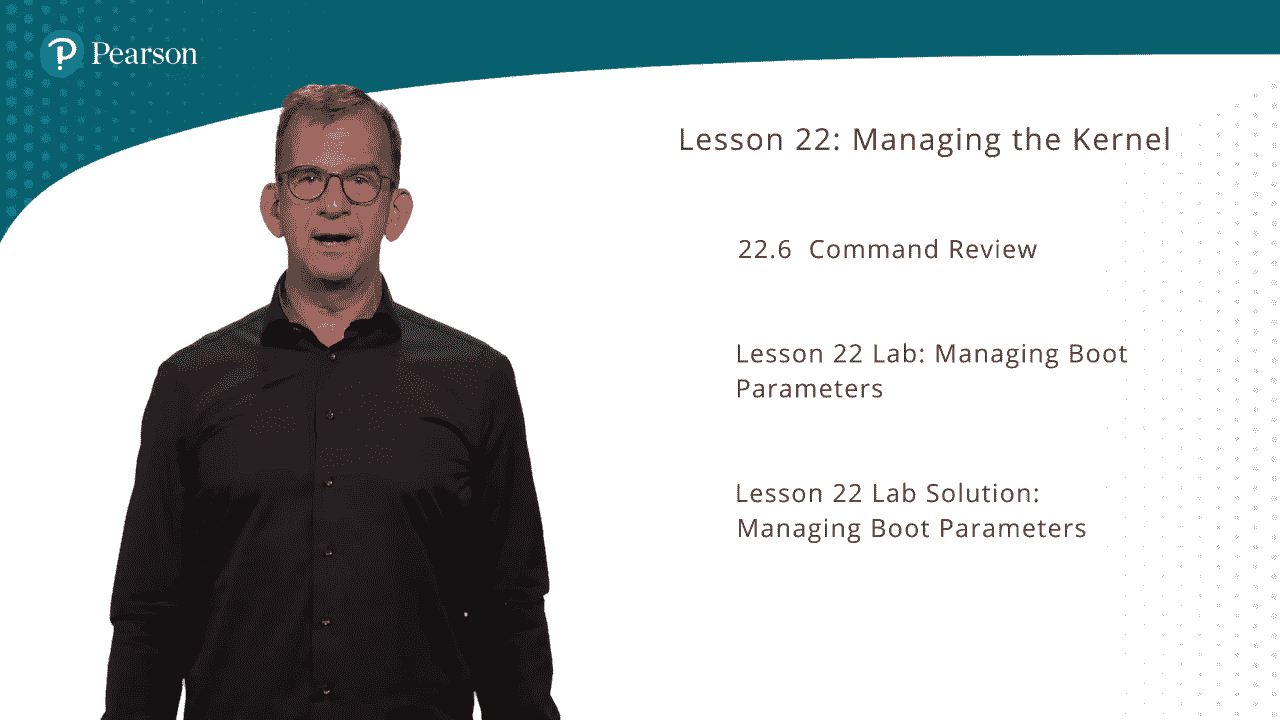 Pearson
Lesson 22: Managing the Kernel
22.6 Command Review
Lesson 22 Lab: Managing Boot
Parameters
Lesson 22 Lab Solution:
Managing Boot Parameters